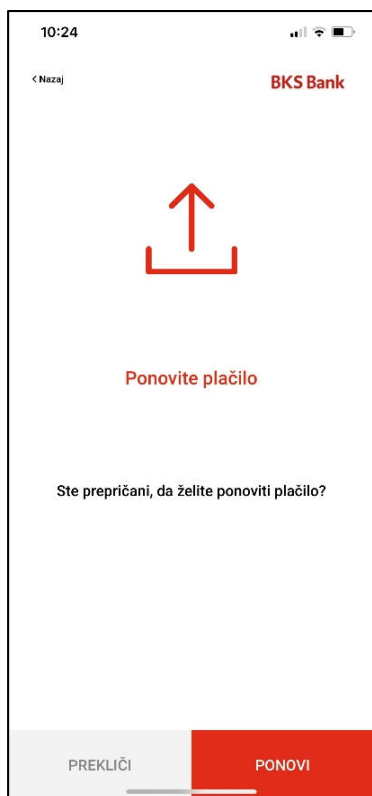 10:24
< Nazaj
BKS Bank
Ponovite plačilo
Ste prepričani, da želite ponoviti plačilo?
PREKLIČI
PONOVI